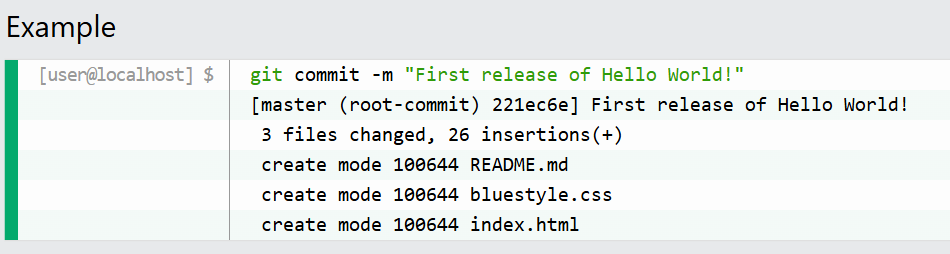 Example
[user@localhost] $ git commit -m "First release of Hello World!"
[master (root-commit) 221ec6e] First release of Hello World!
3 files changed, 26 insertions(+)
create mode 100644 README.md
create mode 100644 bluestyle.css
create mode 100644 index.html